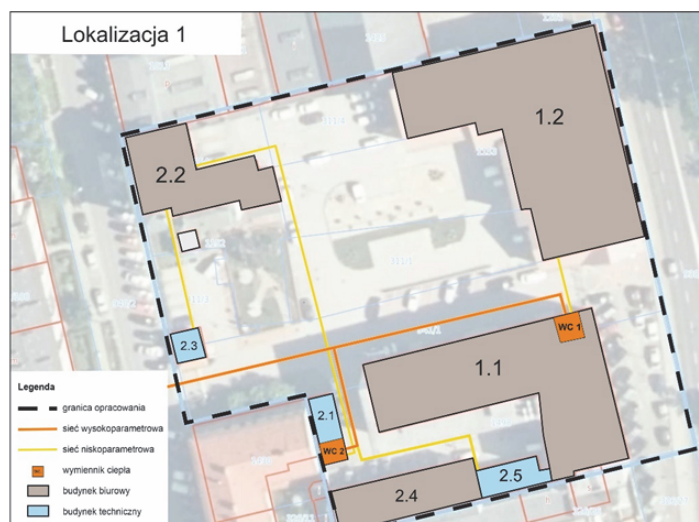 Lokalizacja 1
1.2
2.2
2.3
WC 1
1.1
2.1
WC 2
2.5
2.4
Legenda
granica opracowania
sieć wysokoparametrowa
sieć niskoparametrowa
WC
wymiennik ciepła
budynek biurowy
budynek techniczny